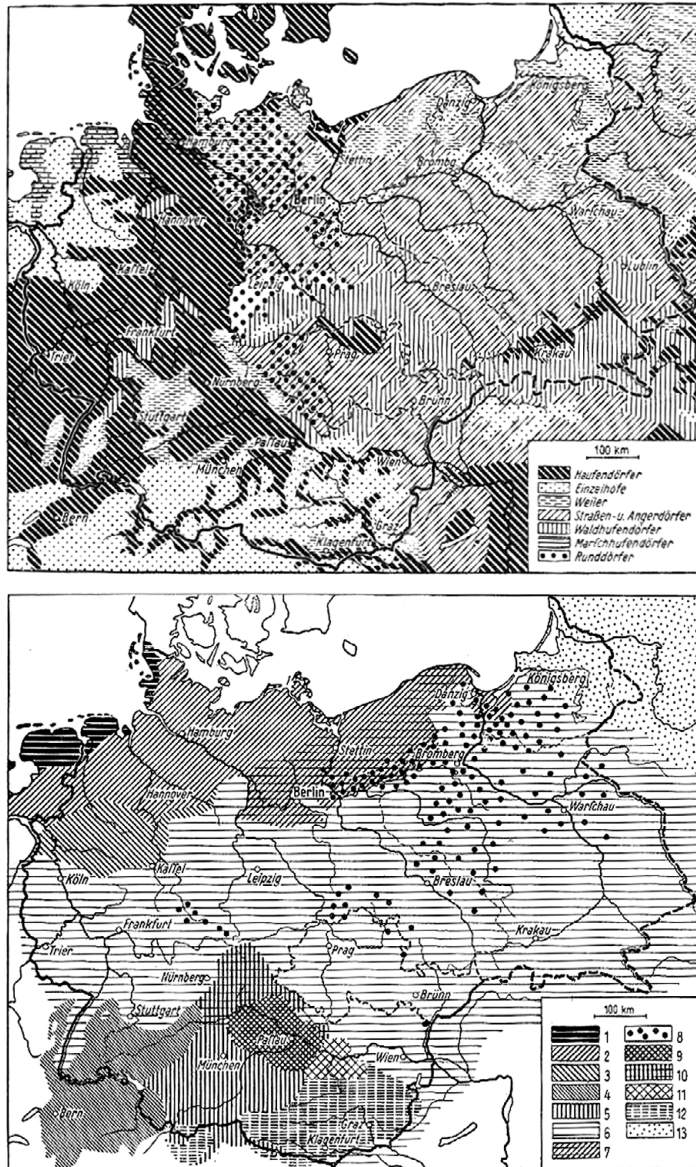 Hamburg
Danzig
Königsberg
Stettin
Brombg.
Berlin
Hannover
Warschau
Kassel
Leipzig
Lublin
Köln
Breslau
Frankfurt
Trier
Prag
Krakau
Nürnberg
Brünn
Stuttgart
Passau
München
Wien
Bern
Graz
Klagenfurt
100 km
Haufendörfer
Einzelhöfe
Weiler
Straßen-u. Angerdörfer
Waldhufendörfer
Marschhufendörfer
Runddörfer
Königsberg
Danzig
Hamburg
Stettin
Bromberg
Berlin
Hannover
Warschau
Kassel
Köln
Leipzig
Breslau
Frankfurt
Krakau
Trier
Prag
Nürnberg
Brünn
Stuttgart
Passau
München
Wien
Bern
Graz
Klagenfurt
100 km
1 8
2 9
3 10
4 11
5 12
6 13
7